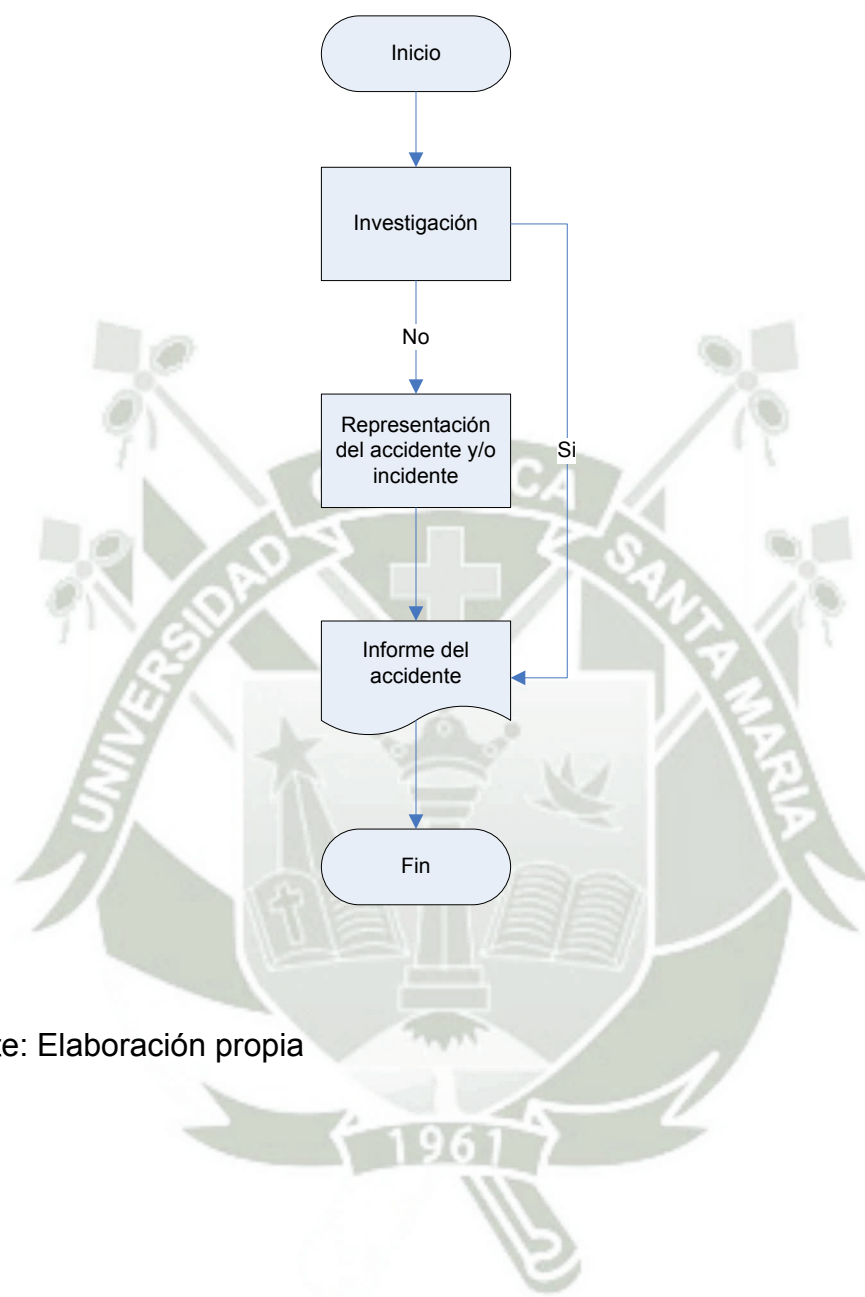 Inicio
Investigación
No
Representación
del accidente y/o
incidente
Si
Informe del
accidente
Fin
te: Elaboración propia
UNIVERSIDAD CA SANTA MARIA
1961